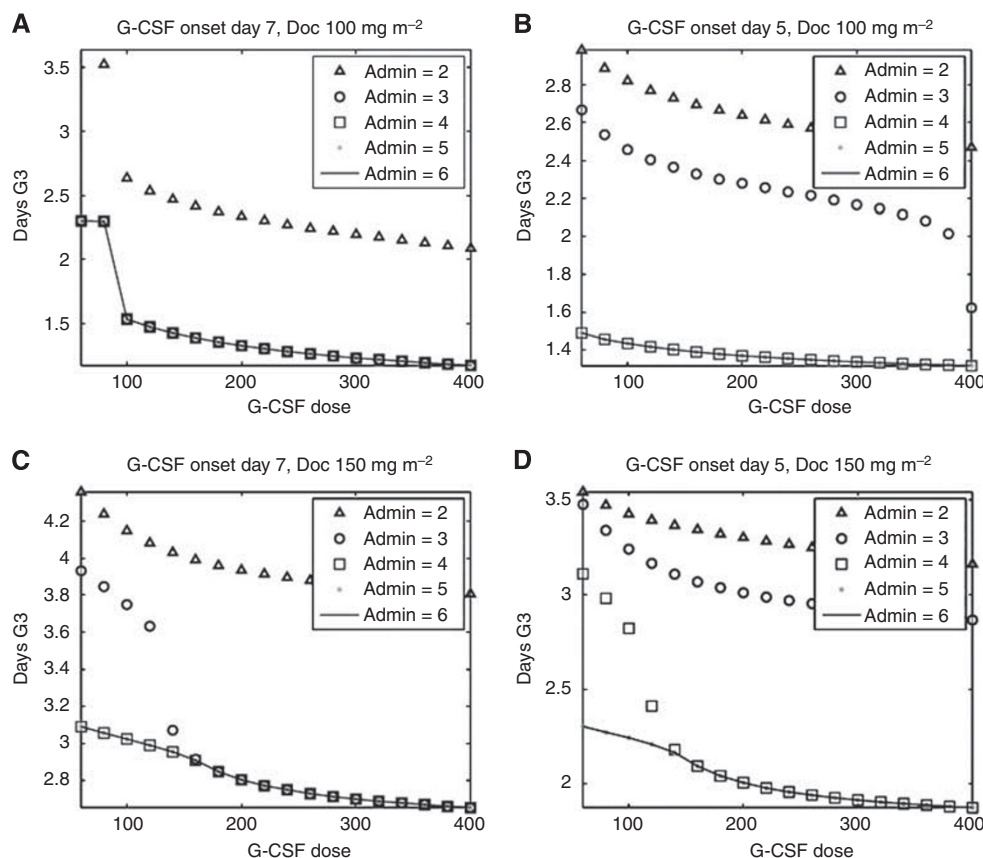 A
G-CSF onset day 7, Doc 100 mg m⁻²
Days G3
3.5
3
2.5
2
1.5
Admin = 2
Admin = 3
Admin = 4
Admin = 5
Admin = 6
100
200
300
400
G-CSF dose
B
G-CSF onset day 5, Doc 100 mg m⁻²
Days G3
2.8
2.6
2.4
2.2
2
1.8
1.6
1.4
Admin = 2
Admin = 3
Admin = 4
Admin = 5
Admin = 6
100
200
300
400
G-CSF dose
C
G-CSF onset day 7, Doc 150 mg m⁻²
Days G3
4.2
4
3.8
3.6
3.4
3.2
3
2.8
Admin = 2
Admin = 3
Admin = 4
Admin = 5
Admin = 6
100
200
300
400
G-CSF dose
D
G-CSF onset day 5, Doc 150 mg m⁻²
Days G3
3.5
3
2.5
2
Admin = 2
Admin = 3
Admin = 4
Admin = 5
Admin = 6
100
200
300
400
G-CSF dose